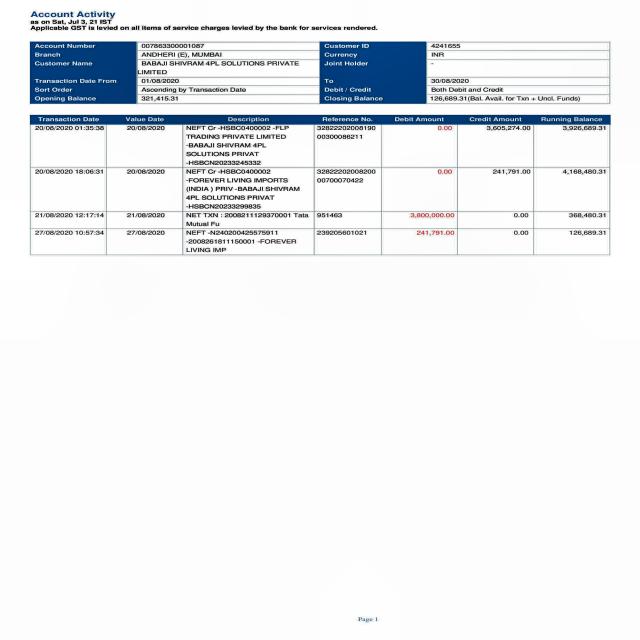 Account Activity
as on Sat, Jul 3, 21 IST
Applicable GST is levied on all items of service charges levied by the bank for services rendered.
Account Number 007863300001087 Customer ID 4241655
Branch ANDHERI (E), MUMBAI Currency INR
Customer Name BABAJI SHIVRAM 4PL SOLUTIONS PRIVATE Joint Holder -
LIMITED
Transaction Date From 01/08/2020 To 30/08/2020
Sort Order Ascending by Transaction Date Debit / Credit Both Debit and Credit
Opening Balance 321,415.31 Closing Balance 126,689.31(Bal. Avail. for Txn + Uncl. Funds)
Transaction Date Value Date Description Reference No. Debit Amount Credit Amount Running Balance
20/08/2020 01:35:38 20/08/2020 NEFT Cr -HSBC0400002 -FLP 32822202008190 0.00 3,605,274.00 3,926,689.31
TRADING PRIVATE LIMITED 00300086211
-BABAJI SHIVRAM 4PL
SOLUTIONS PRIVAT
-HSBCN20233245332
20/08/2020 18:06:31 20/08/2020 NEFT Cr -HSBC0400002 32822202008200 0.00 241,791.00 4,168,480.31
-FOREVER LIVING IMPORTS 00700070422
(INDIA ) PRIV -BABAJI SHIVRAM
4PL SOLUTIONS PRIVAT
-HSBCN20233299835
21/08/2020 12:17:14 21/08/2020 NET TXN : 2008211129370001 Tata 951463 3,800,000.00 0.00 368,480.31
Mutual Fu
27/08/2020 10:57:34 27/08/2020 NEFT -N240200425575911 239205601021 241,791.00 0.00 126,689.31
-2008261811150001 -FOREVER
LIVING IMP
Page 1